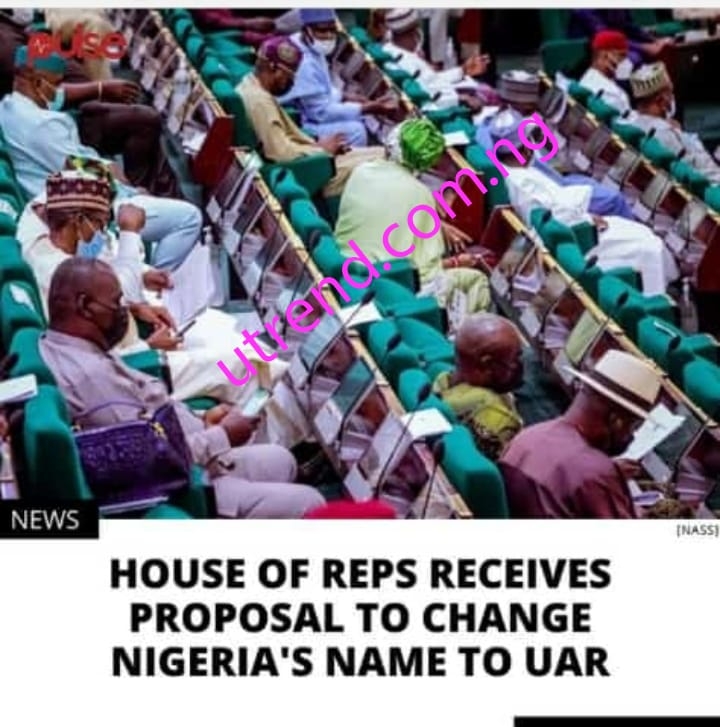 pulse
utrend.com.ng
NEWS
[NASS]
HOUSE OF REPS RECEIVES
PROPOSAL TO CHANGE
NIGERIA'S NAME TO UAR